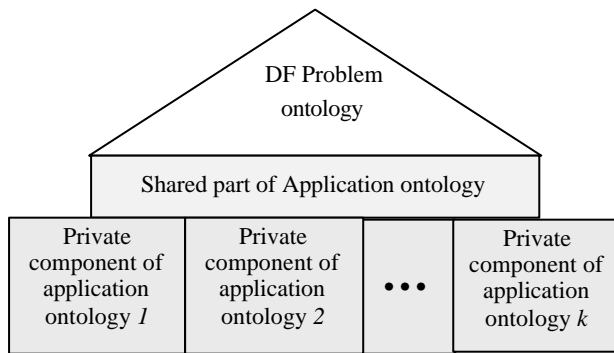 DF Problem
ontology
Shared part of Application ontology
Private
component of
application
ontology 1
Private
component of
application
ontology 2
•••
Private
component of
application
ontology k